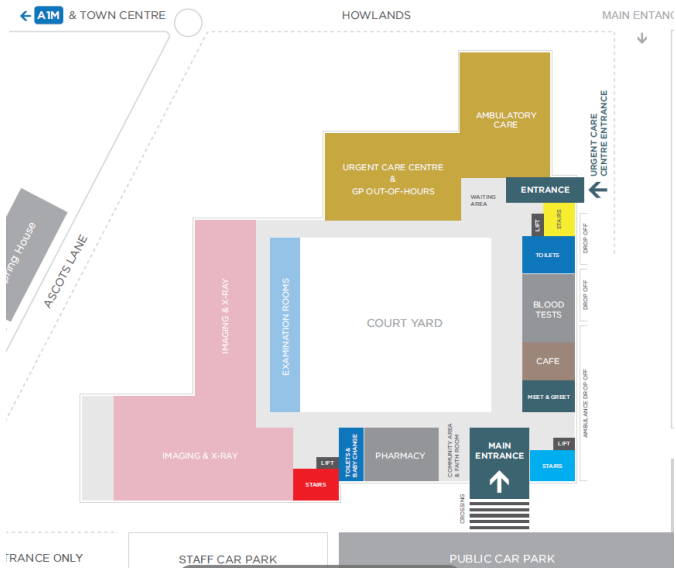 A1M & TOWN CENTRE
HOWLANDS
MAIN
AMBULATORY
CARE
URGENT CARE
CENTRE ENTRANCE
URGENT CARE CENTRE
&
GP OUT-OF-HOURS
ENTRANCE
WAITING
AREA
LIFT
STAIRS
DROP OFF
TOILETS
DROP OFF
BLOOD
TESTS
CAFE
MEET & GREET
AMBULANCE DROP OFF
House
ASCOTS LANE
IMAGING & X-RAY
EXAMINATION ROOMS
COURT YARD
IMAGING & X-RAY
LIFT
STAIRS
TOILETS &
BABY CHANGE
PHARMACY
COMMUNITY AREA
& FAITH ROOM
MAIN
ENTRANCE
LIFT
STAIRS
CROSSING
ONLY
STAFF CAR PARK
PUBLIC CAR PARK